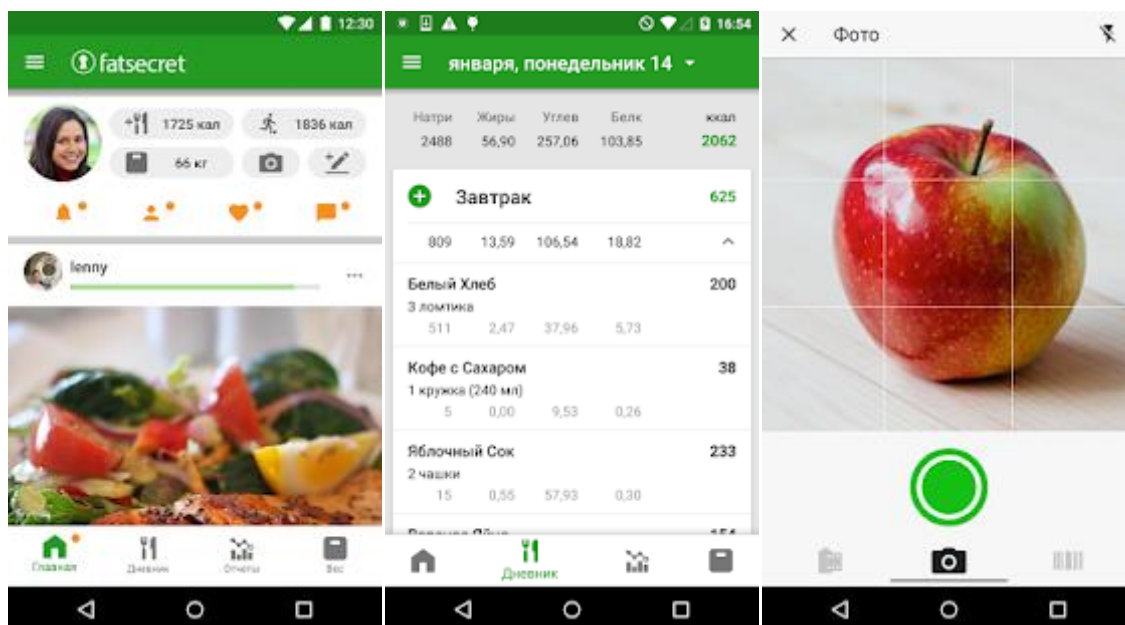 12:30
fatsecret
1725 кал
1836 кал
66 кг
lenny
Главная
Дневник
Отчеты
Вес
16:54
января, понедельник 14
Натри Жиры Углев Белк ккал
2488 56,90 257,06 103,85 2062
Завтрак 625
809 13,59 106,54 18,82
Белый Хлеб 200
3 ломтика
511 2,47 37,96 5,73
Кофе с Сахаром 38
1 кружка (240 мл)
5 0,00 9,53 0,26
Яблочный Сок 233
2 чашки
15 0,55 57,93 0,30
Дневник
Фото